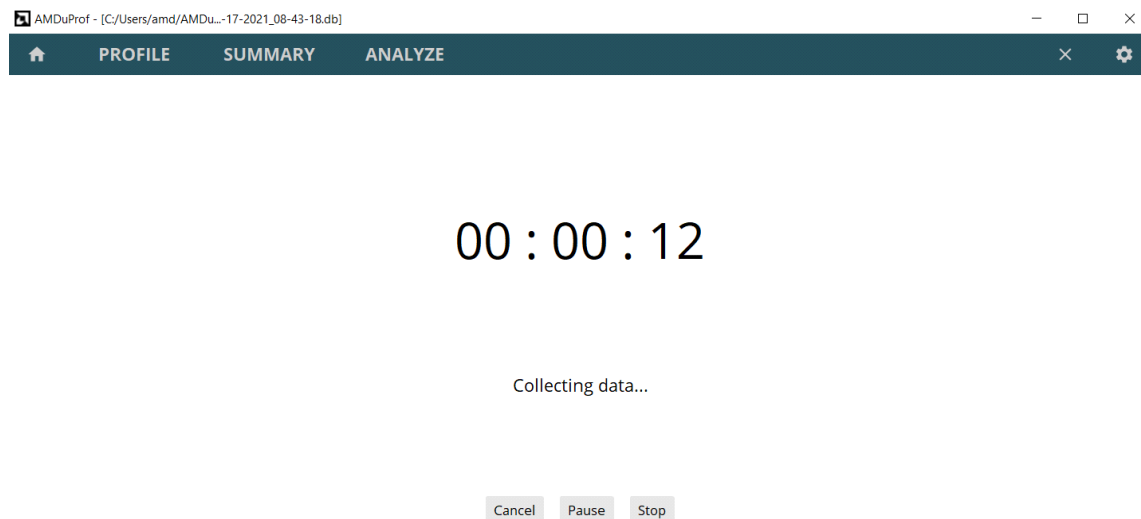 AMDuProf - [C:/Users/amd/AMDu...-17-2021_08-43-18.db]
PROFILE SUMMARY ANALYZE
00 : 00 : 12
Collecting data...
Cancel Pause Stop